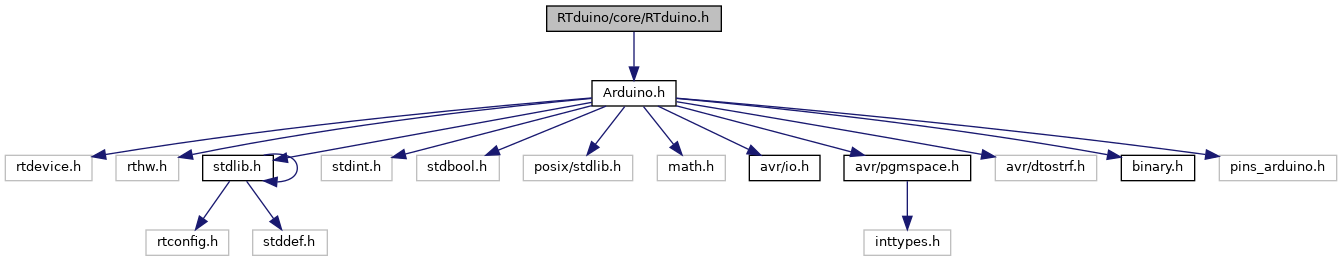 RTduino/core/RTduino.h
Arduino.h
rtdevice.h
rthw.h
stdlib.h
stdint.h
stdbool.h
posix/stdlib.h
math.h
avr/io.h
avr/pgmspace.h
avr/dtostrf.h
binary.h
pins_arduino.h
rtconfig.h
stddef.h
inttypes.h